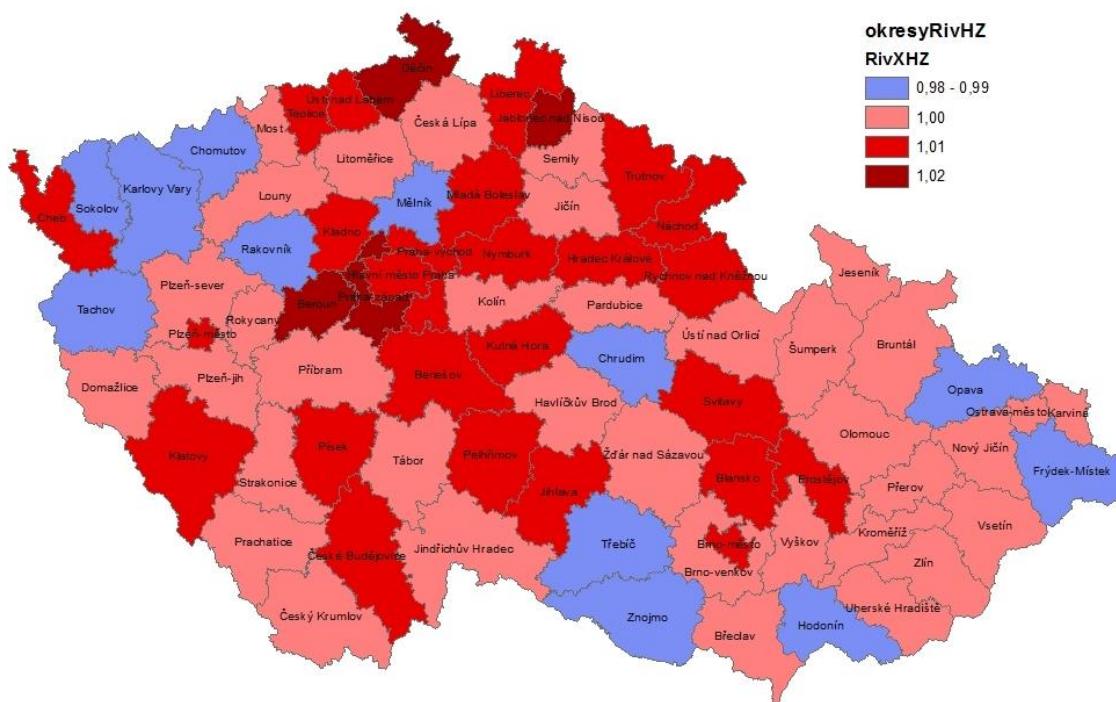 okresyRivHZ
RivXHZ
0,98 - 0,99
1,00
1,01
1,02
Děčín
Ústí nad Labem
Teplice
Liberec
Jablonec nad Nisou
Most
Česká Lípa
Chomutov
Litoměřice
Semily
Trutnov
Karlovy Vary
Sokolov
Cheb
Louny
Mělník
Mladá Boleslav
Jičín
Náchod
Kladno
Rakovník
Praha-východ
Nymburk
Hradec Králové
Rychnov nad Kněžnou
Hlavní město Praha
Jeseník
Plzeň-sever
Beroun
Praha-západ
Kolín
Pardubice
Tachov
Rokycany
Plzeň-město
Kutná Hora
Chrudim
Ústí nad Orlicí
Šumperk
Bruntál
Domažlice
Plzeň-jih
Příbram
Benešov
Opava
Havlíčkův Brod
Svitavy
Ostrava-město
Karviná
Olomouc
Nový Jičín
Frýdek-Místek
Klatovy
Písek
Tábor
Pelhřimov
Žďár nad Sázavou
Strakonice
Jihlava
Blansko
Prostějov
Přerov
Vsetín
Prachatice
České Budějovice
Jindřichův Hradec
Třebíč
Brno-město
Vyškov
Kroměříž
Zlín
Brno-venkov
Český Krumlov
Znojmo
Břeclav
Hodonín
Uherské Hradiště